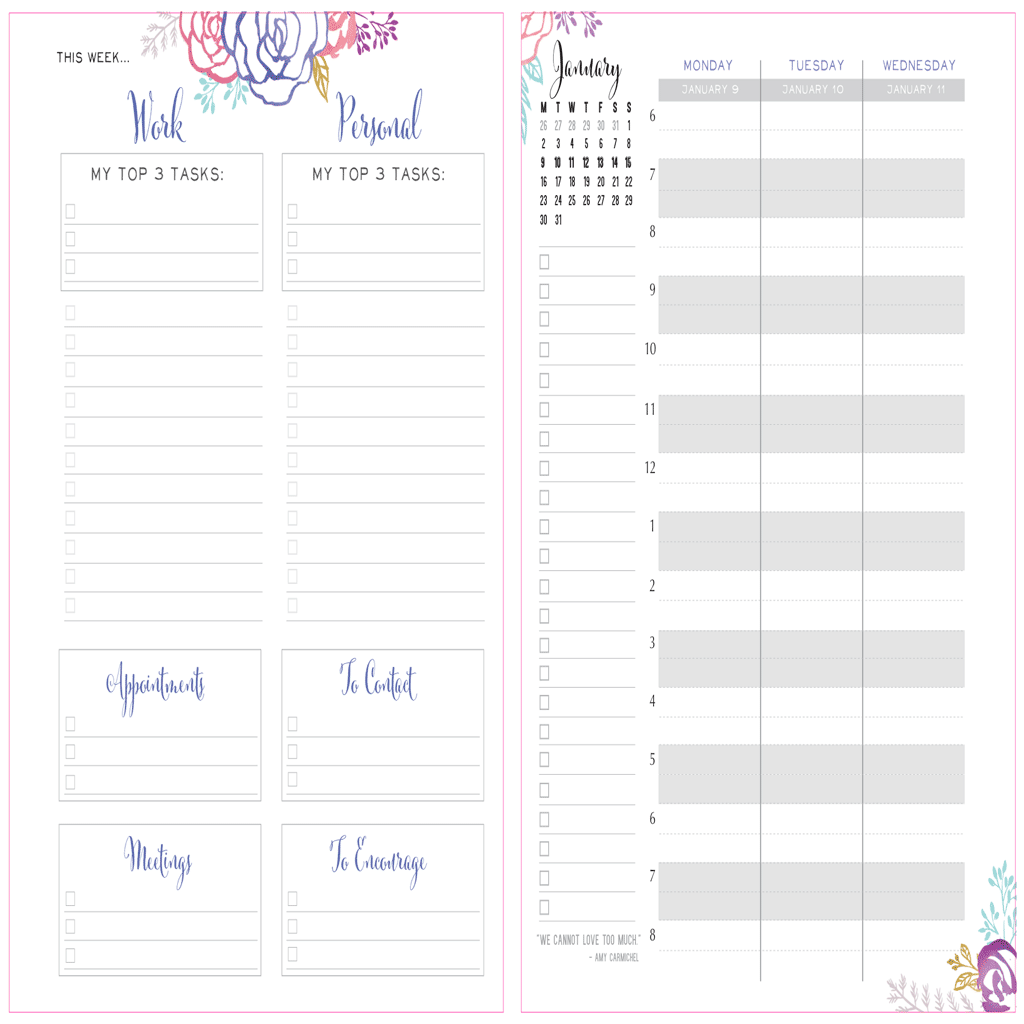 THIS WEEK...
Work
Personal
MY TOP 3 TASKS:
MY TOP 3 TASKS:
Appointments
To Contact
Meetings
To Encourage
January
M T W T F S S
26 27 28 29 30 31 1
2 3 4 5 6 7 8
9 10 11 12 13 14 15
16 17 18 19 20 21 22
23 24 25 26 27 28 29
30 31
"WE CANNOT LOVE TOO MUCH."
- AMY CARMICHEL
MONDAY TUESDAY WEDNESDAY
JANUARY 9 JANUARY 10 JANUARY 11
6
7
8
9
10
11
12
1
2
3
4
5
6
7
8